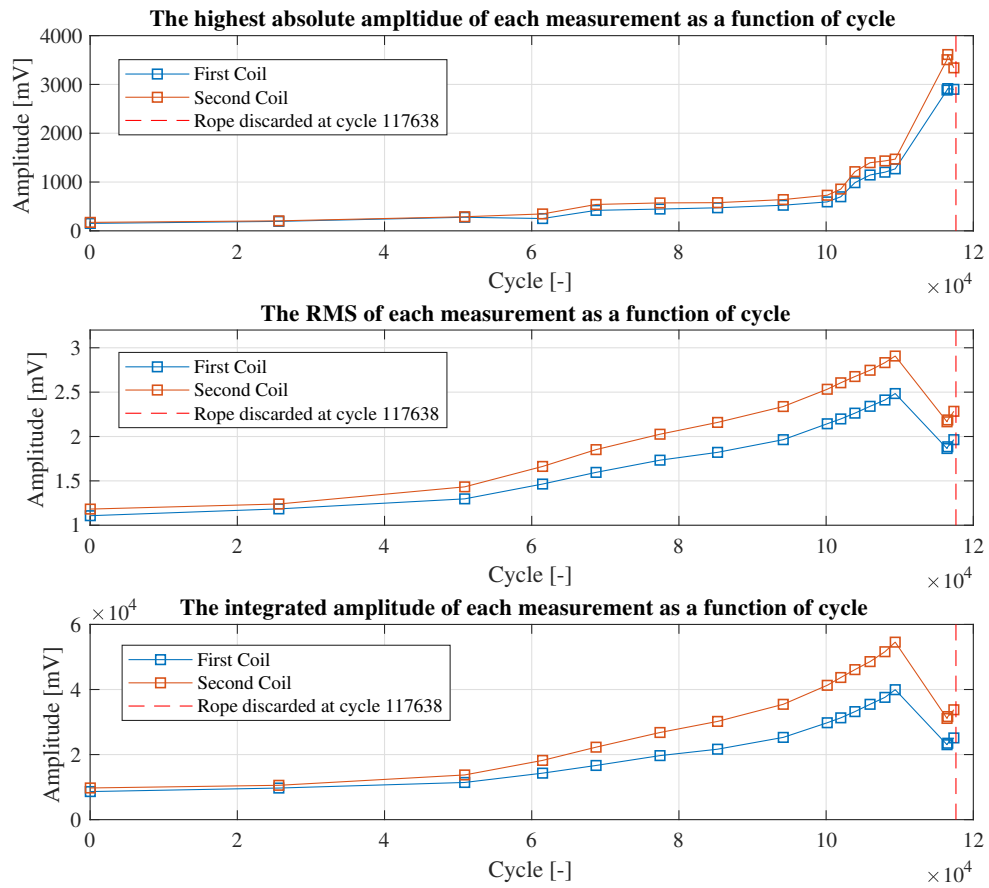 The highest absolute ampltidue of each measurement as a function of cycle
4000
3000
2000
1000
0
Amplitude [mV]
First Coil
Second Coil
Rope discarded at cycle 117638
0 2 4 6 8 10 12
Cycle [-]
×10^4
The RMS of each measurement as a function of cycle
3
2.5
2
1.5
1
Amplitude [mV]
First Coil
Second Coil
Rope discarded at cycle 117638
0 2 4 6 8 10 12
Cycle [-]
×10^4
×10^4
The integrated amplitude of each measurement as a function of cycle
6
4
2
0
Amplitude [mV]
First Coil
Second Coil
Rope discarded at cycle 117638
0 2 4 6 8 10 12
Cycle [-]
×10^4